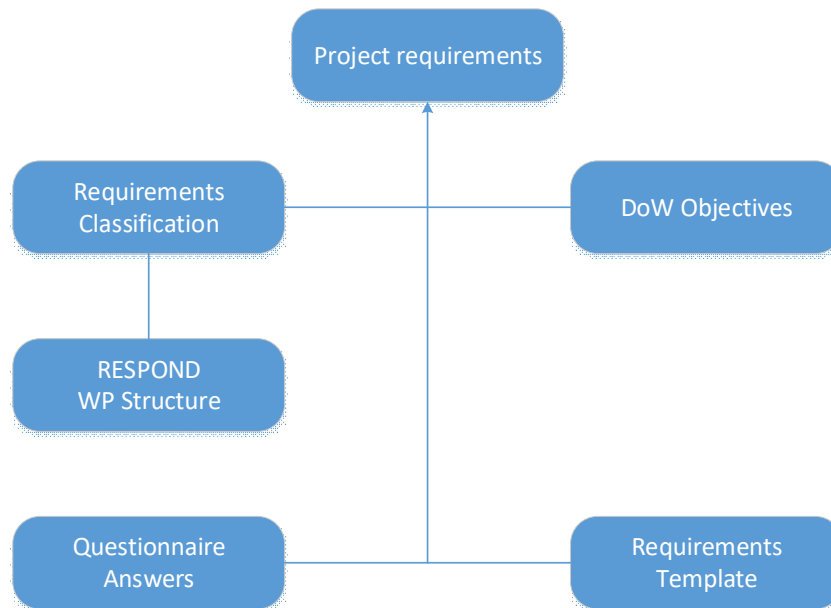 Project requirements
Requirements
Classification
DoW Objectives
RESPOND
WP Structure
Questionnaire
Answers
Requirements
Template